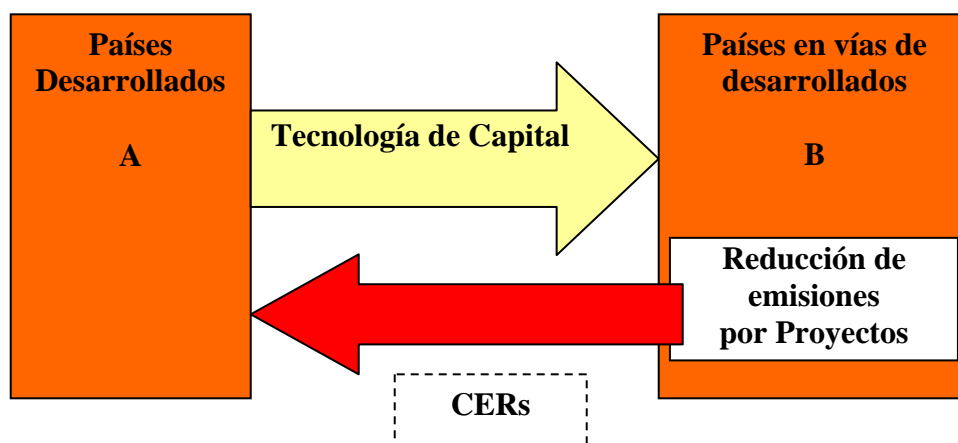 Países
Desarrollados
A
Tecnología de Capital
Países en vías de
desarrollados
B
Reducción de
emisiones
por Proyectos
CERs